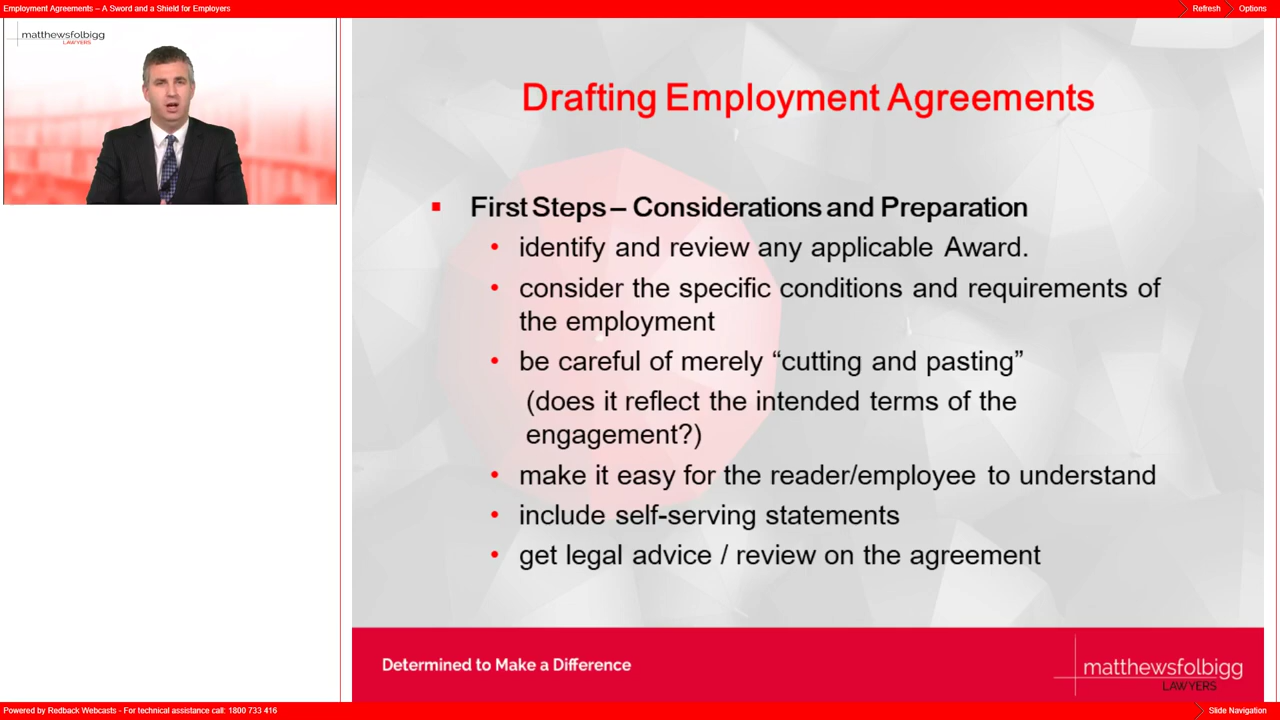 Employment Agreements – A Sword and a Shield for Employers
Refresh
Options
matthewsfolbigg
LAWYERS
Drafting Employment Agreements
First Steps – Considerations and Preparation
identify and review any applicable Award.
consider the specific conditions and requirements of
the employment
be careful of merely “cutting and pasting”
(does it reflect the intended terms of the
engagement?)
make it easy for the reader/employee to understand
include self-serving statements
get legal advice / review on the agreement
Determined to Make a Difference
matthewsfolbigg
LAWYERS
Powered by Redback Webcasts - For technical assistance call: 1800 733 416
Slide Navigation